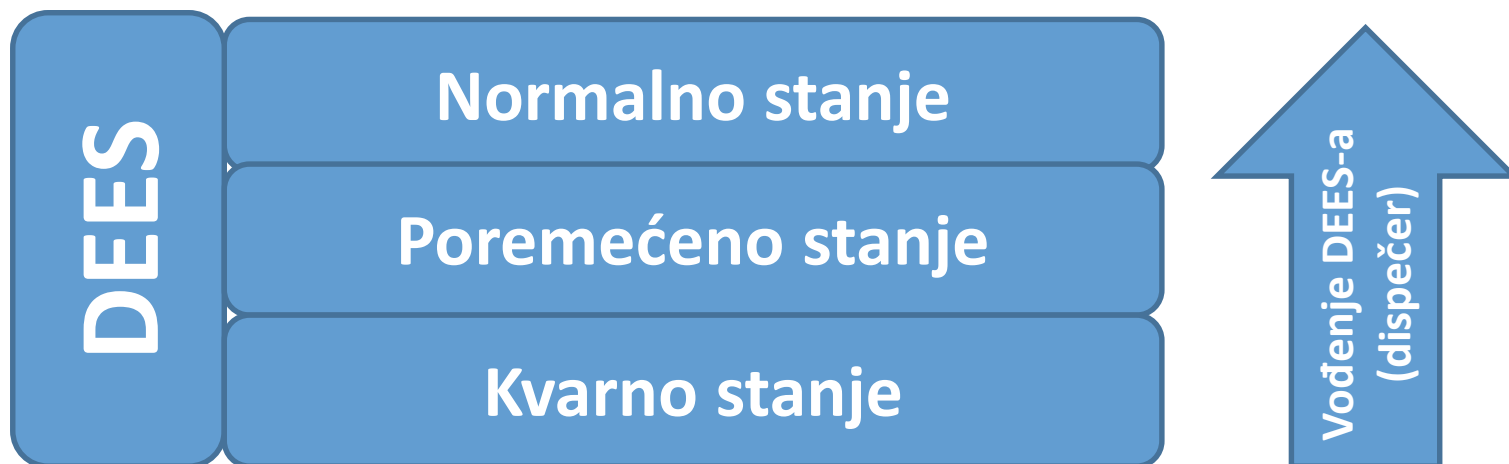 DEES
Normalno stanje
Poremećeno stanje
Kvarno stanje
Vođenje DEES-a
(dispečer)